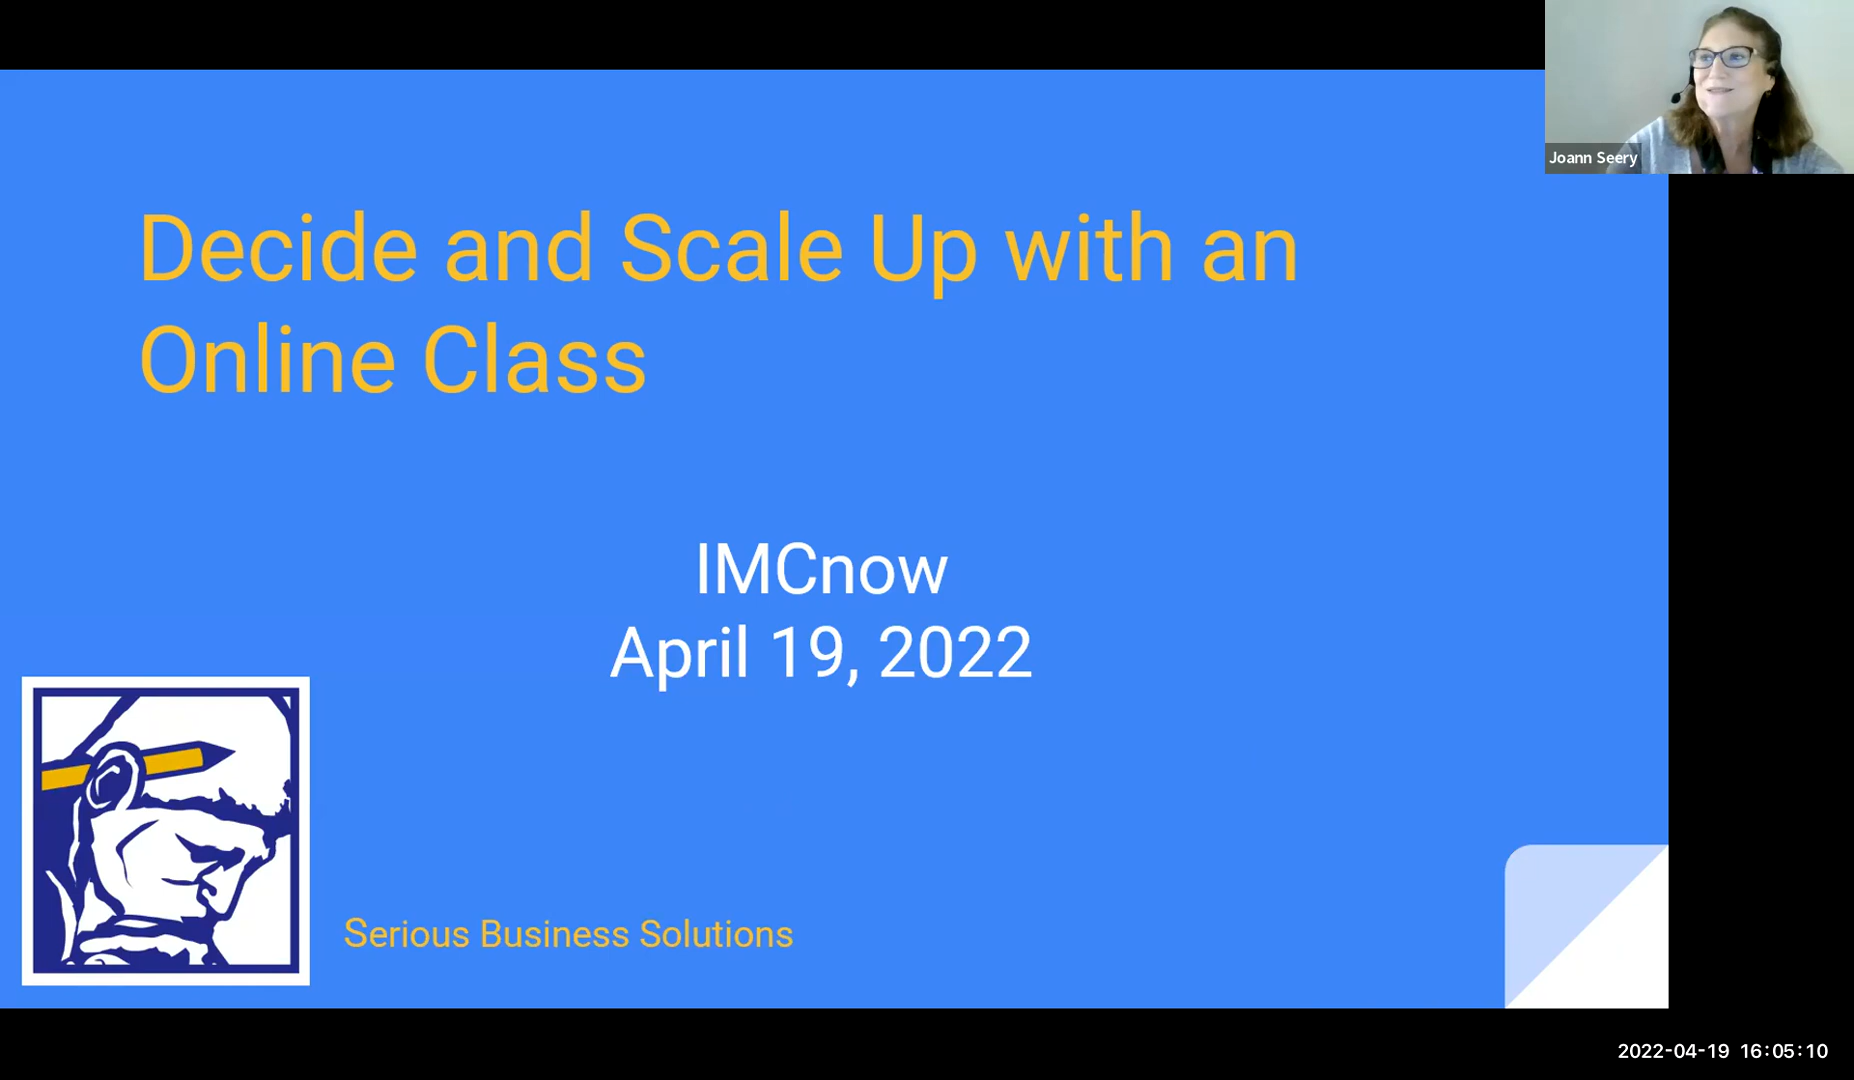 Joann Seery
Decide and Scale Up with an
Online Class
IMCnow
April 19, 2022
Serious Business Solutions
2022-04-19 16:05:10